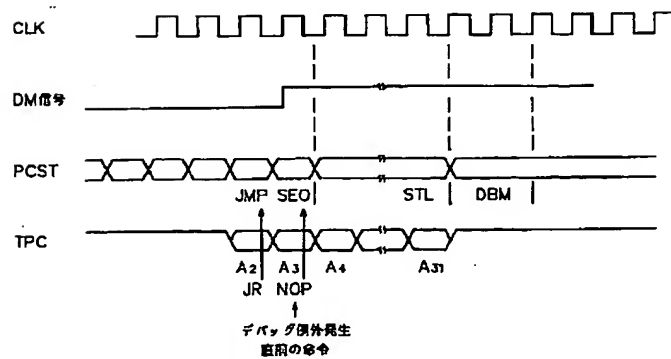 CLK
DM信号
PCST
JMP SEQ STL DBM
TPC
A2 A3 A4 A31
JR NOP
デバッグ例外発生
直前の命令